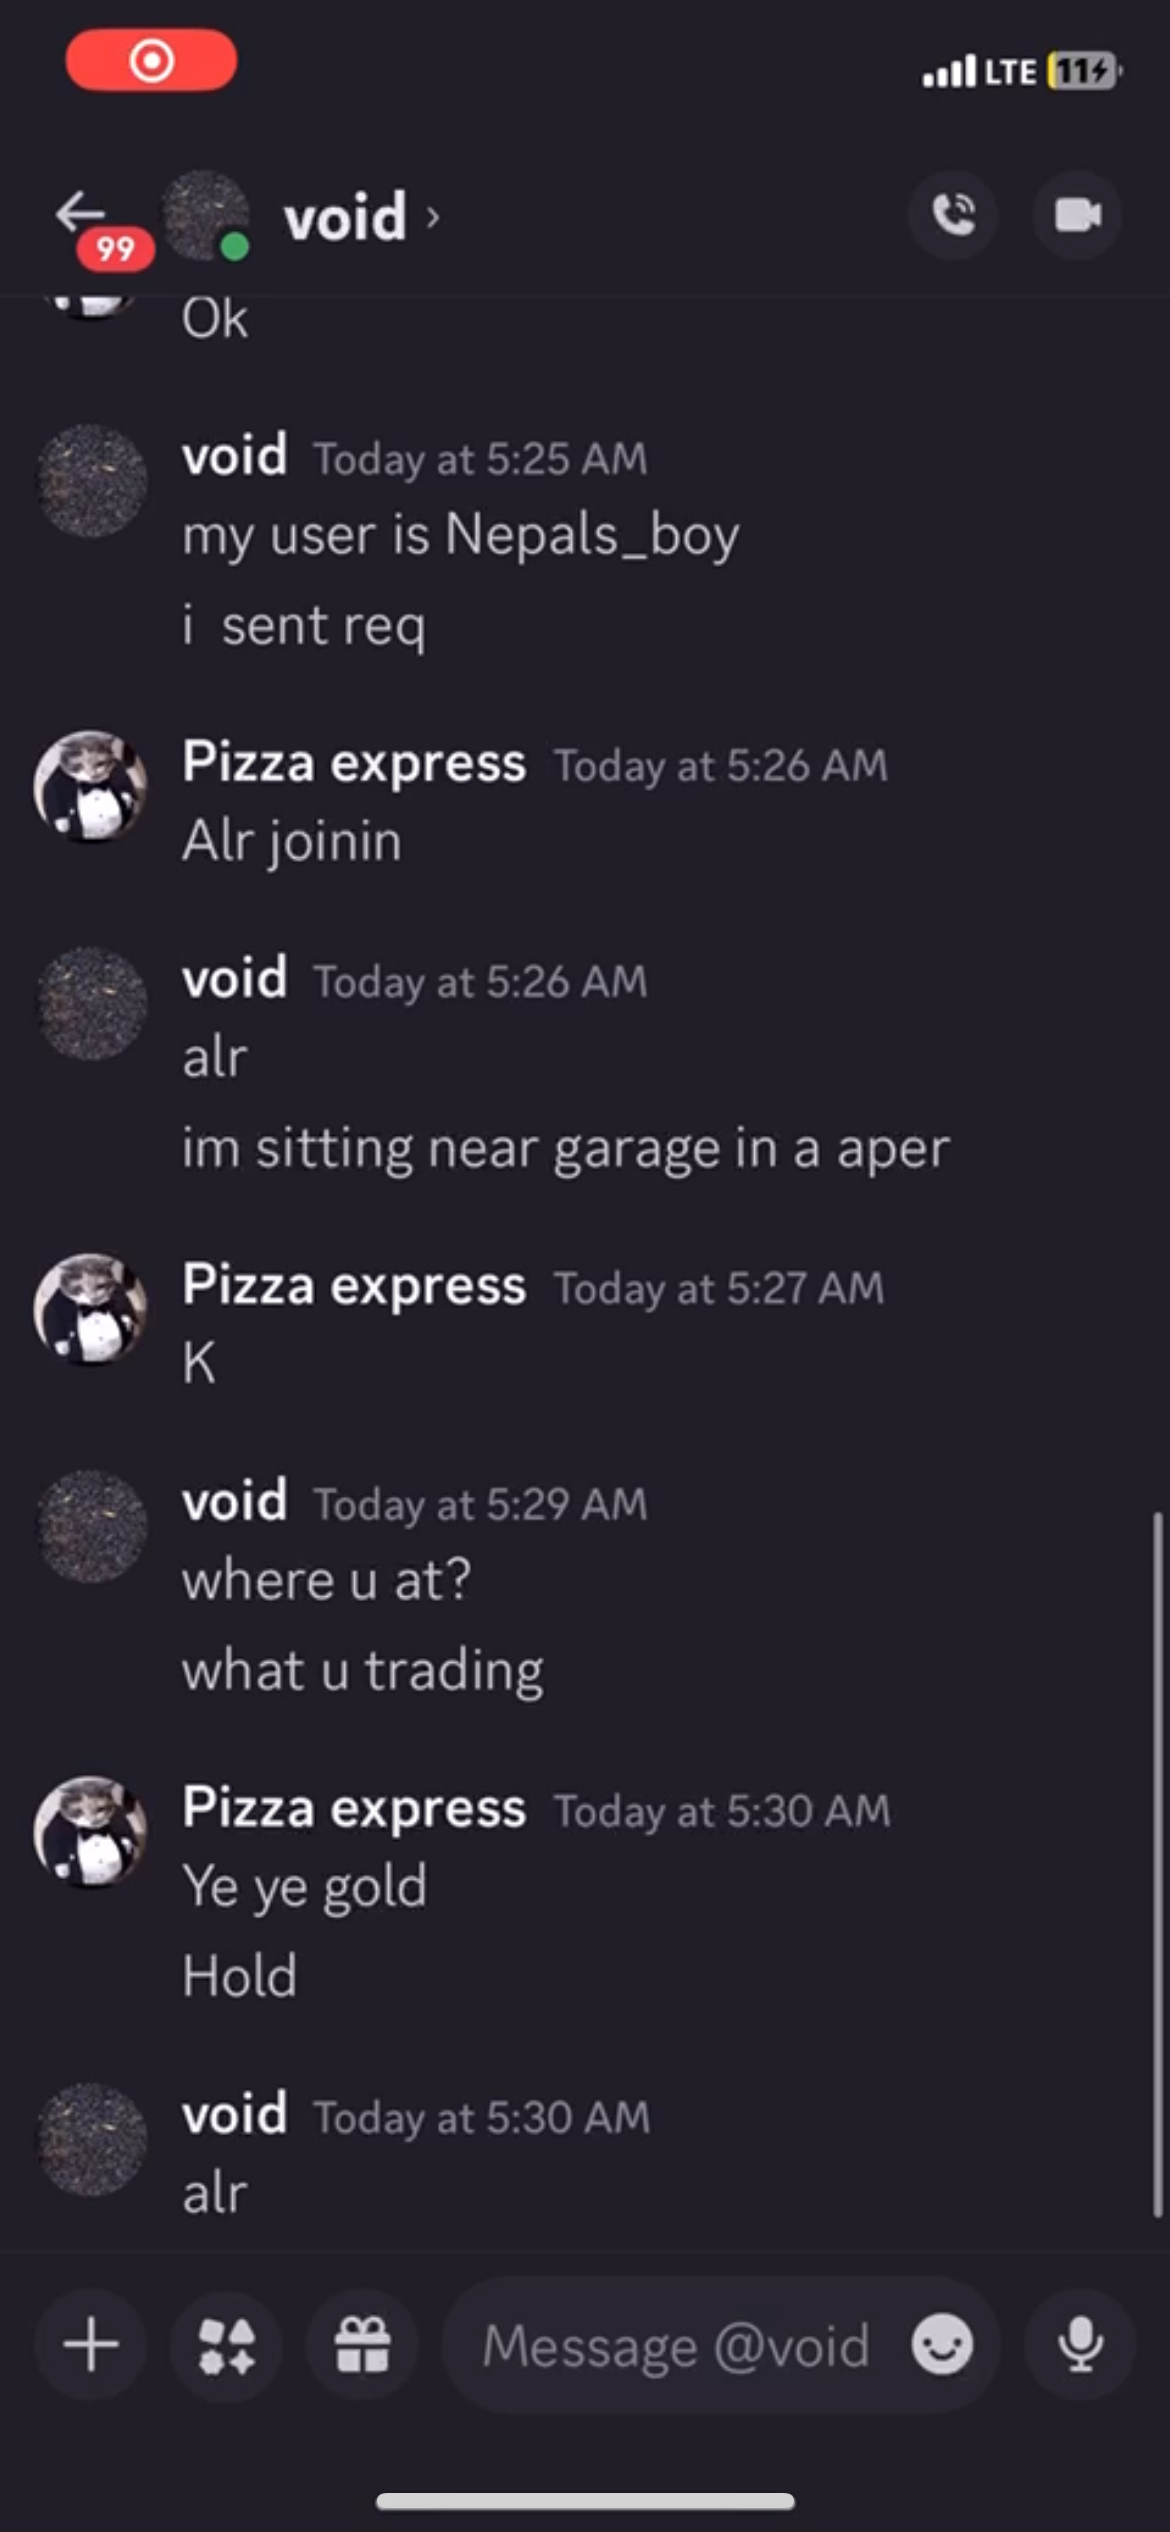 LTE 11
99
void
Ok
void Today at 5:25 AM
my user is Nepals_boy
i sent req
Pizza express Today at 5:26 AM
Alr joinin
void Today at 5:26 AM
alr
im sitting near garage in a aper
Pizza express Today at 5:27 AM
K
void Today at 5:29 AM
where u at?
what u trading
Pizza express Today at 5:30 AM
Ye ye gold
Hold
void Today at 5:30 AM
alr
Message @void